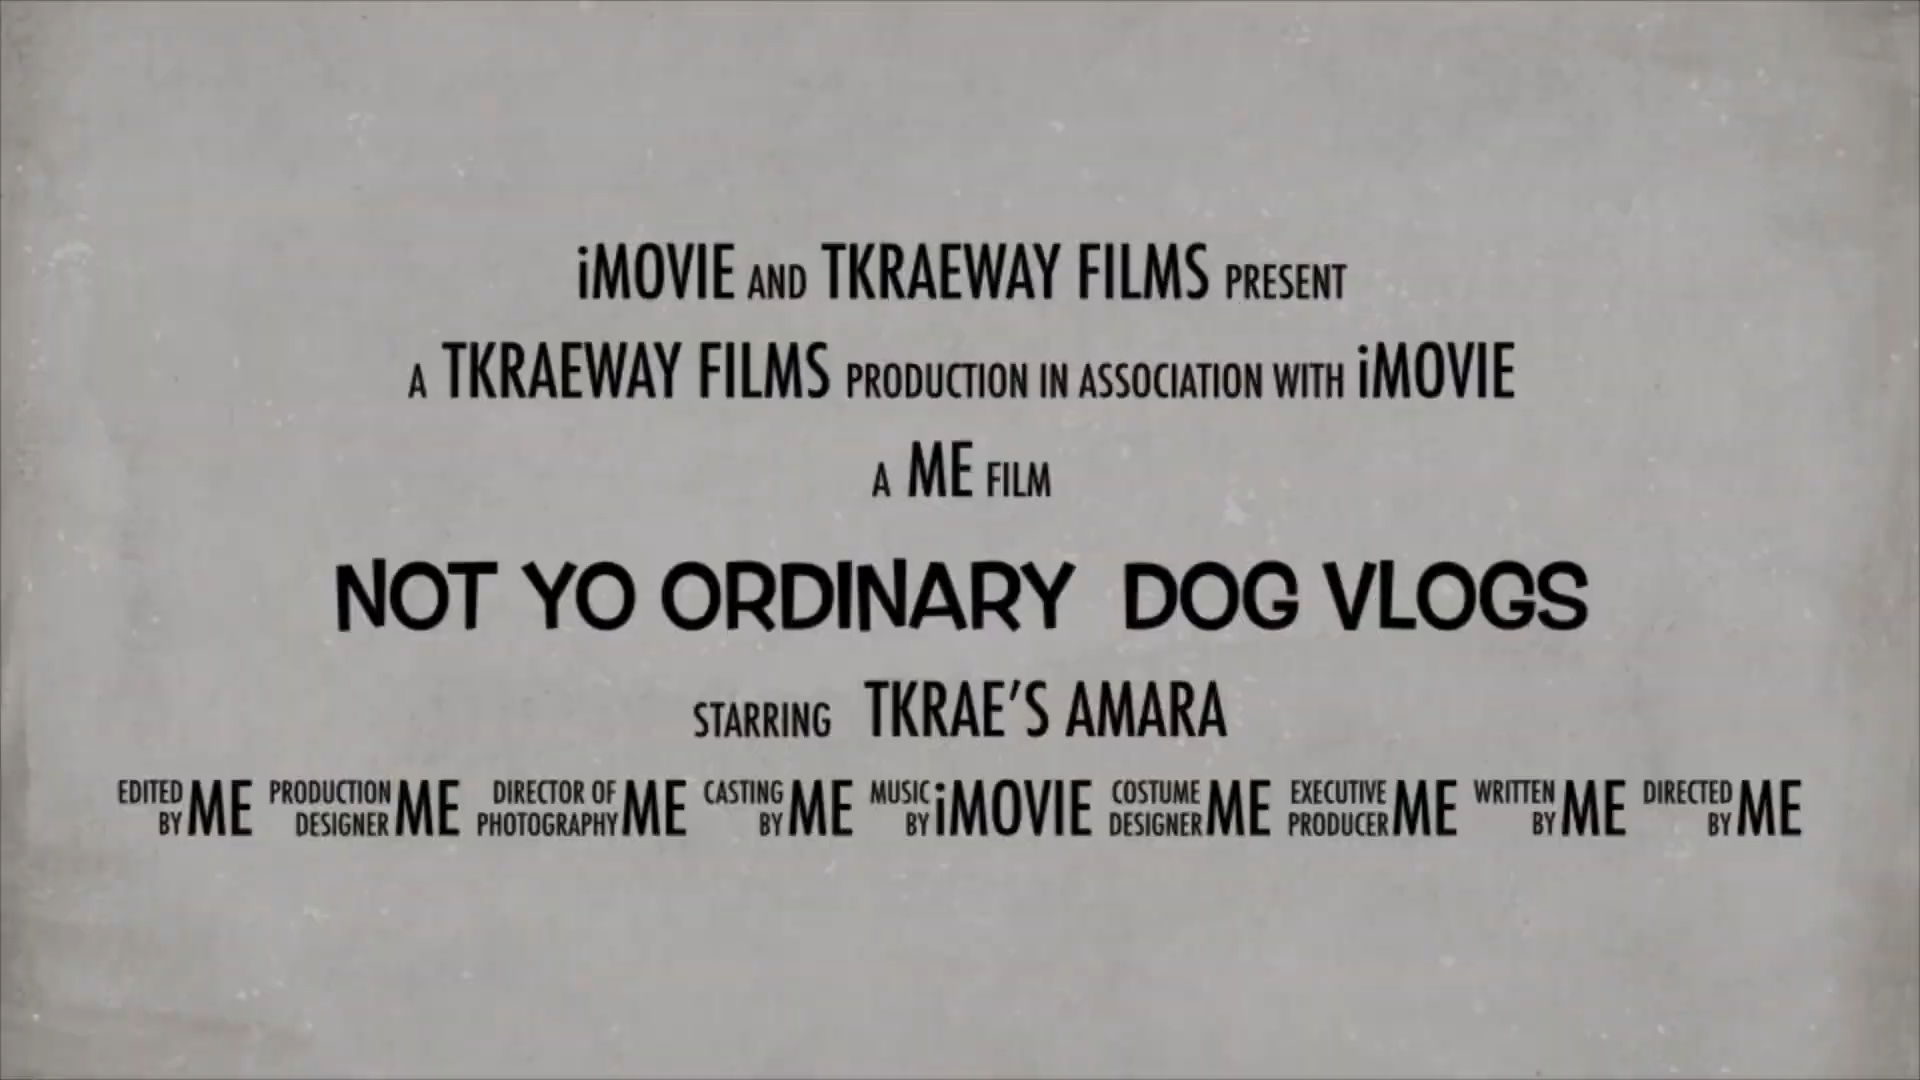 iMOVIE AND TKRAEWAY FILMS PRESENT
A TKRAEWAY FILMS PRODUCTION IN ASSOCIATION WITH iMOVIE
A ME FILM
NOT YO ORDINARY DOG VLOGS
STARRING TKRAE'S AMARA
EDITED BY ME PRODUCTION DESIGNER ME DIRECTOR OF PHOTOGRAPHY ME CASTING BY ME MUSIC BY iMOVIE COSTUME DESIGNER ME EXECUTIVE PRODUCER ME WRITTEN BY ME DIRECTED BY ME